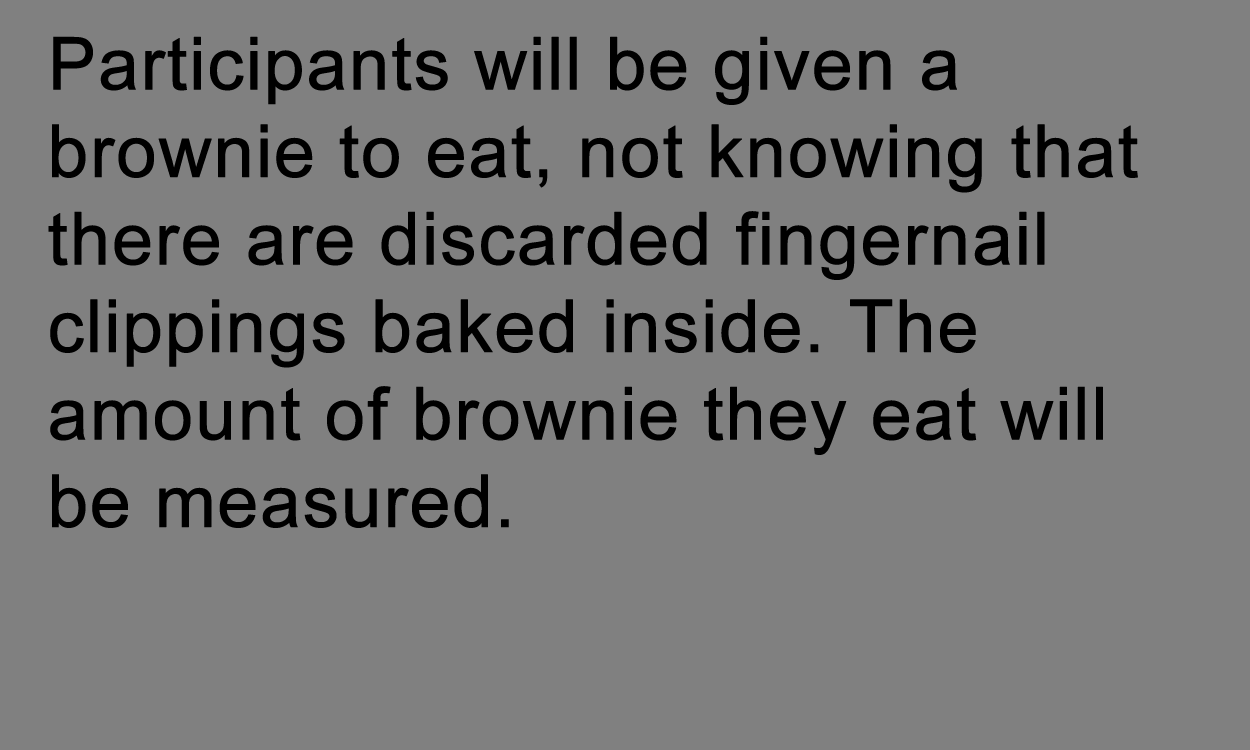 Participants will be given a
brownie to eat, not knowing that
there are discarded fingernail
clippings baked inside. The
amount of brownie they eat will
be measured.